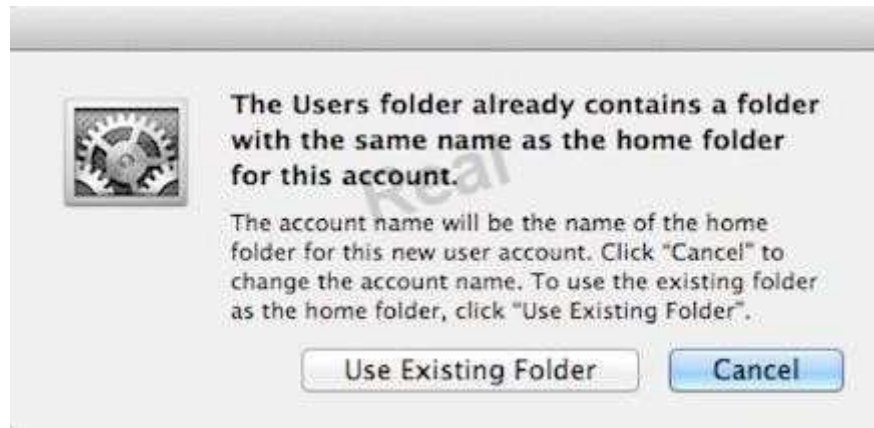 The Users folder already contains a folder
with the same name as the home folder
for this account.
Real
The account name will be the name of the home
folder for this new user account. Click "Cancel" to
change the account name. To use the existing folder
as the home folder, click "Use Existing Folder".
Use Existing Folder Cancel